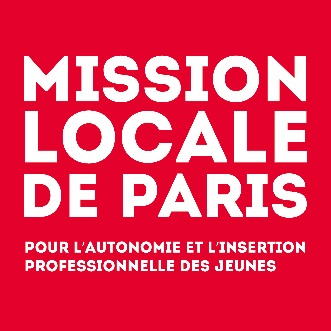 MISSION
LOCALE
DE PARIS
POUR L'AUTONOMIE ET L'INSERTION
PROFESSIONNELLE DES JEUNES